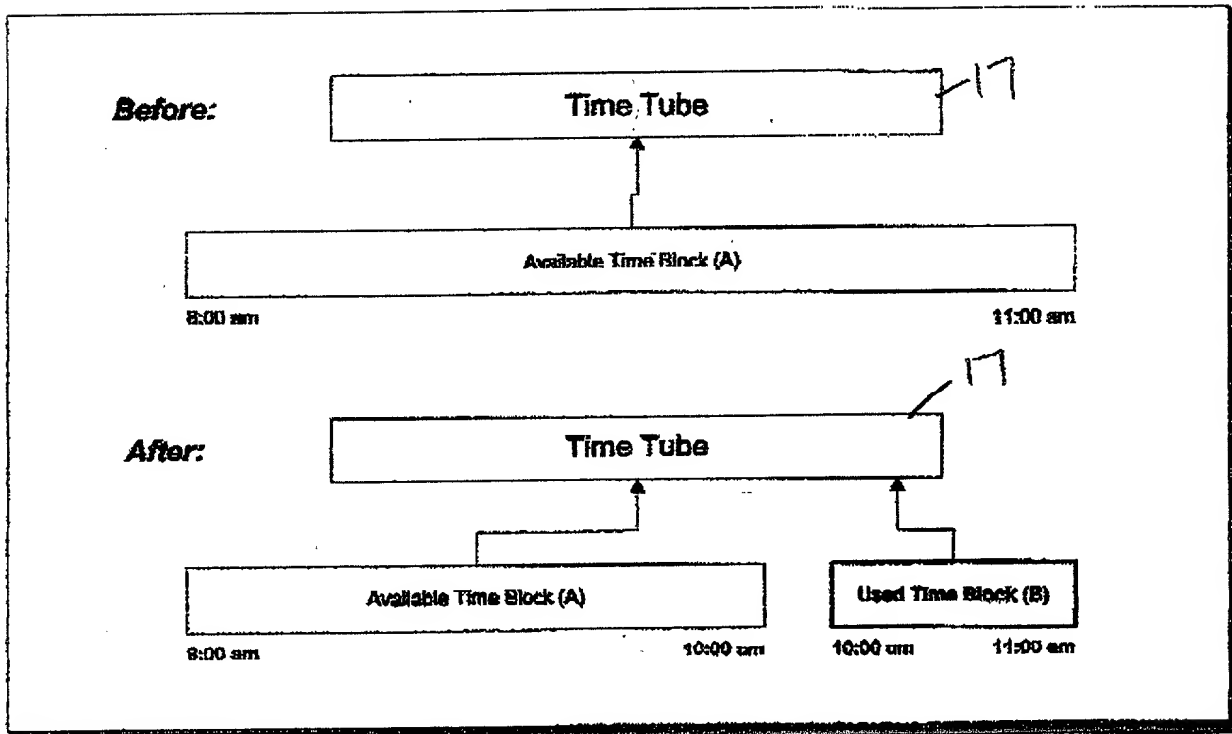 Before:
Time Tube
17
Available Time Block (A)
8:00 am
11:00 am
After:
Time Tube
17
Available Time Block (A)
Used Time Block (B)
8:00 am
10:00 am
10:00 am
11:00 am